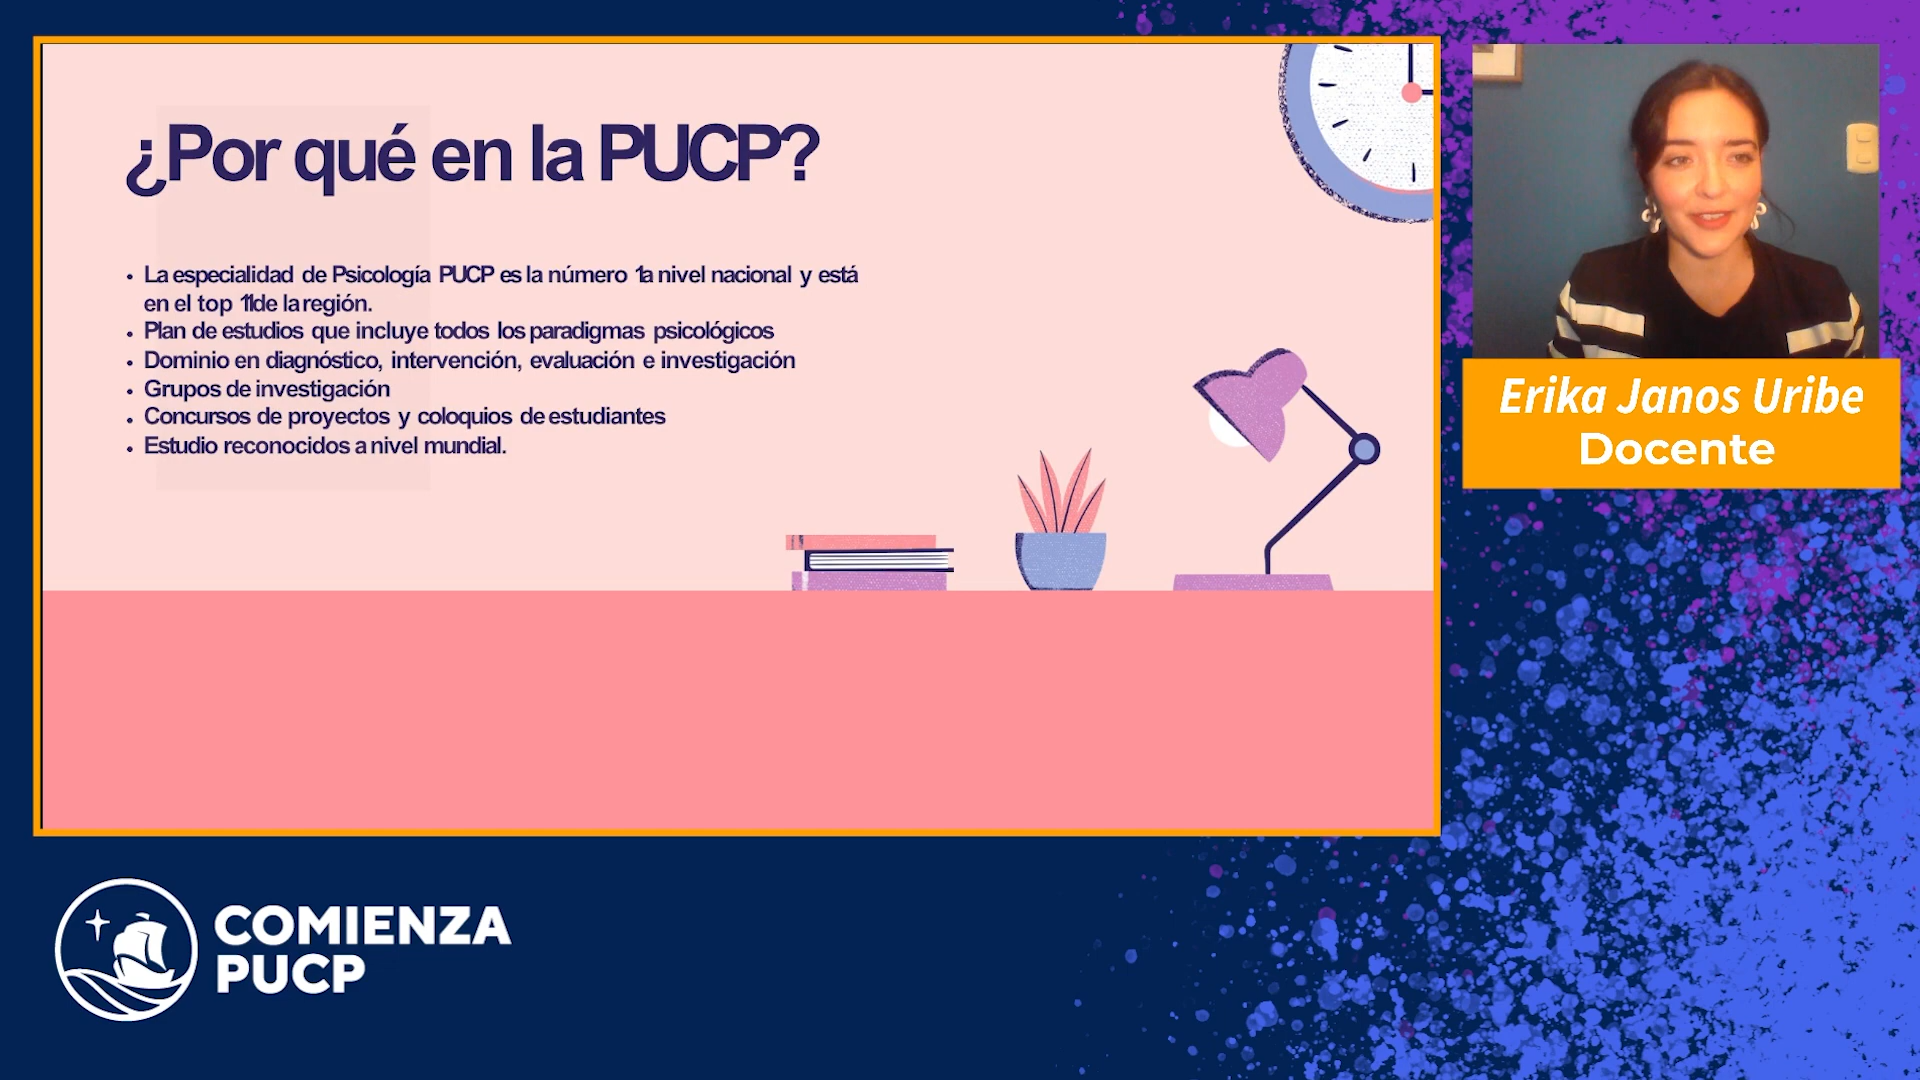 ¿Por qué en la PUCP?
• La especialidad de Psicología PUCP es la número 1 a nivel nacional y está
en el top 11 de la región.
• Plan de estudios que incluye todos los paradigmas psicológicos
• Dominio en diagnóstico, intervención, evaluación e investigación
• Grupos de investigación
• Concursos de proyectos y coloquios de estudiantes
• Estudio reconocidos a nivel mundial.
Erika Janos Uribe
Docente
COMIENZA
PUCP